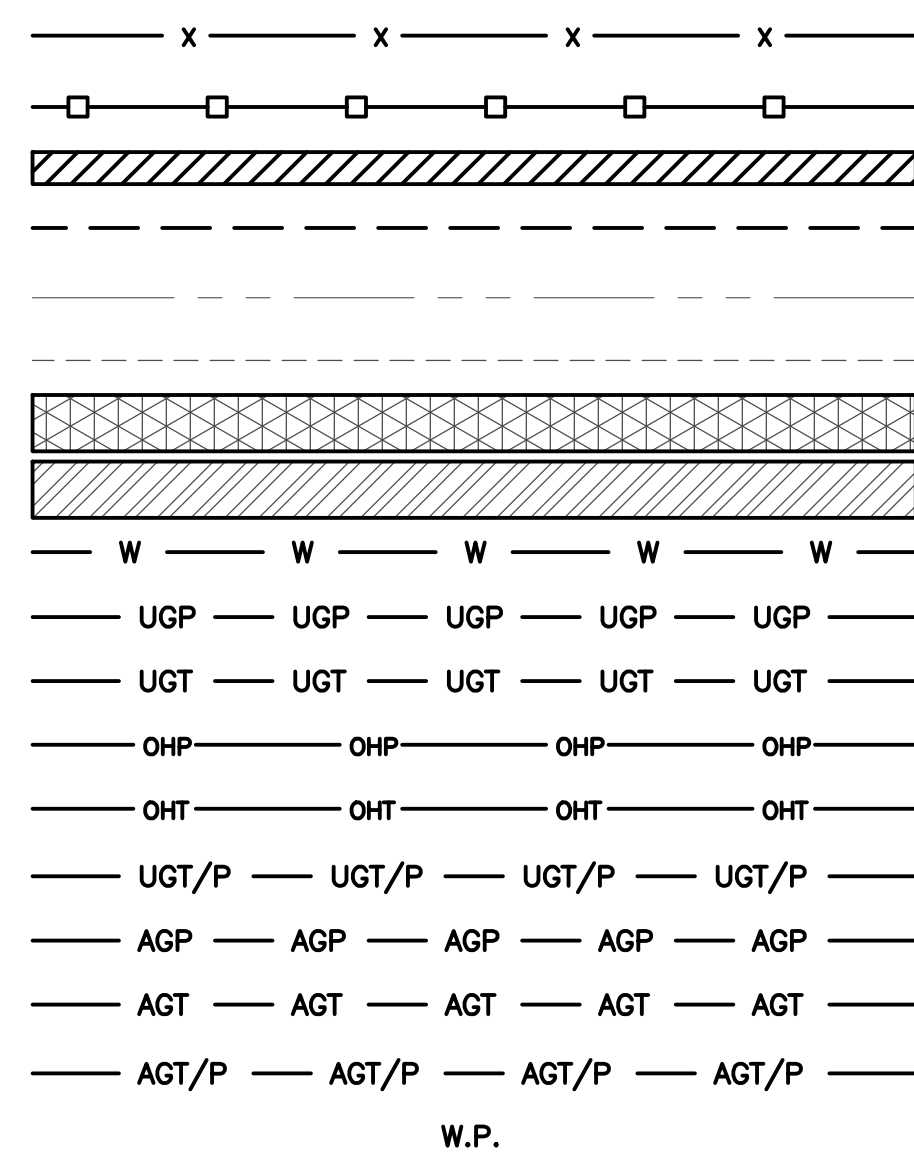 X X X X
W W W W W
UGP UGP UGP UGP UGP
UGT UGT UGT UGT UGT
OHP OHP OHP OHP
OHT OHT OHT OHT
UGT/P UGT/P UGT/P UGT/P
AGP AGP AGP AGP AGP
AGT AGT AGT AGT AGT
AGT/P AGT/P AGT/P AGT/P
W.P.